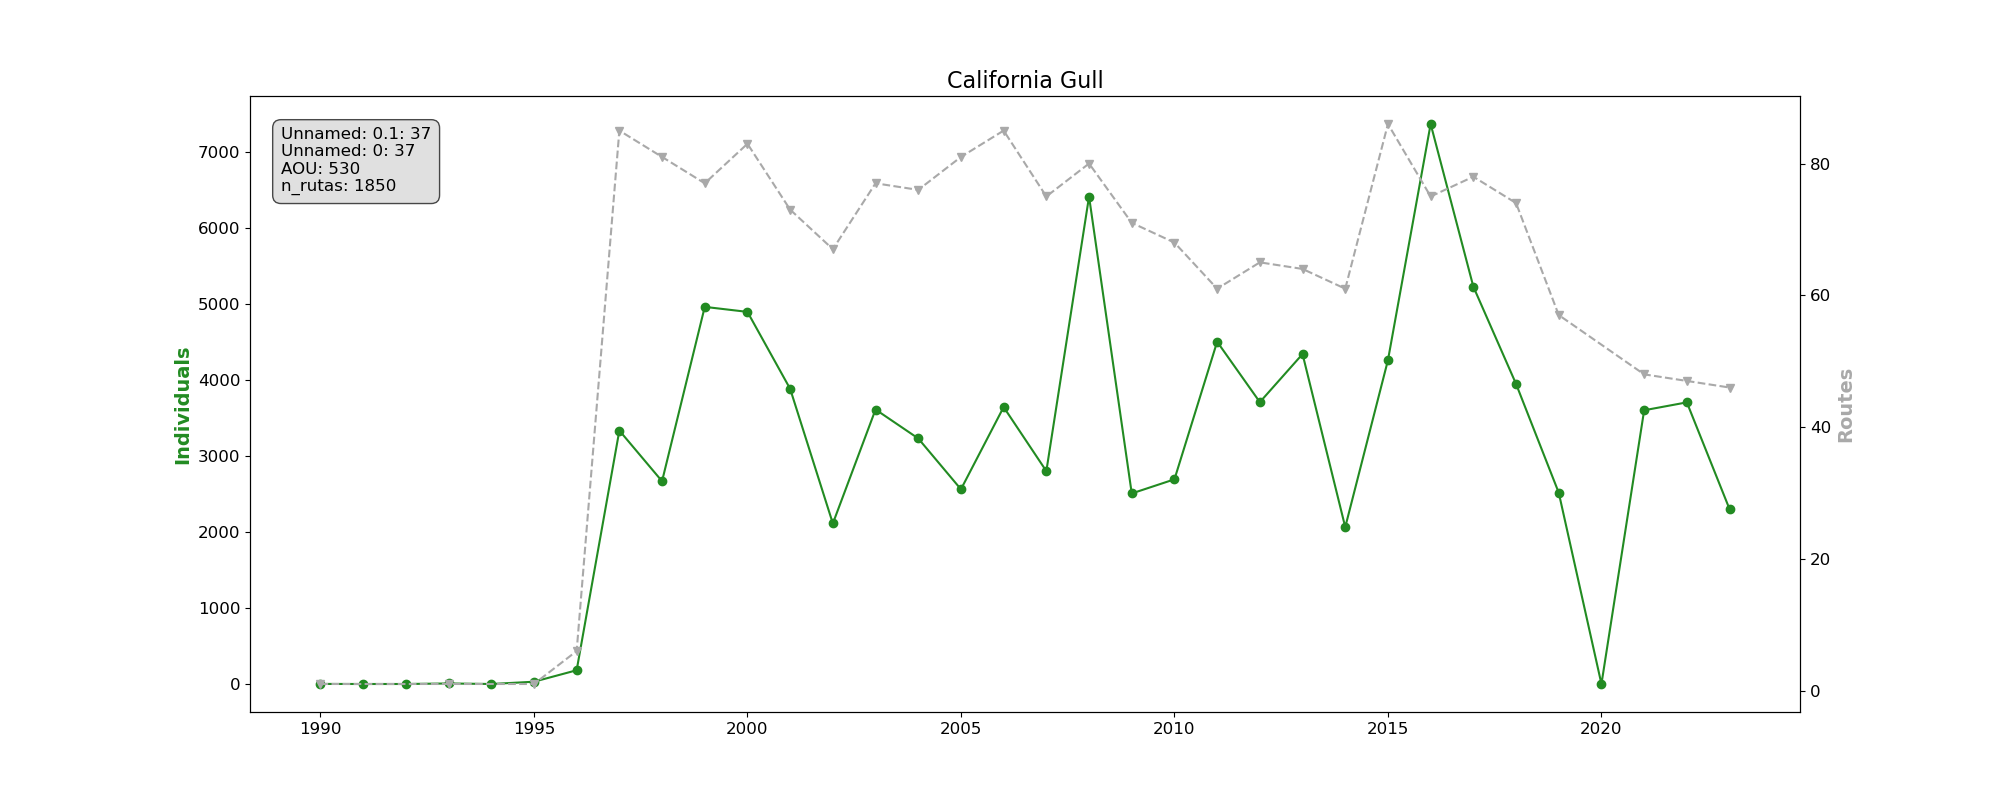 California Gull
Unnamed: 0.1: 37
Unnamed: 0: 37
AOU: 530
n_rutas: 1850
Individuals
7000
6000
5000
4000
3000
2000
1000
0
80
60
40
20
0
Routes
1990
1995
2000
2005
2010
2015
2020